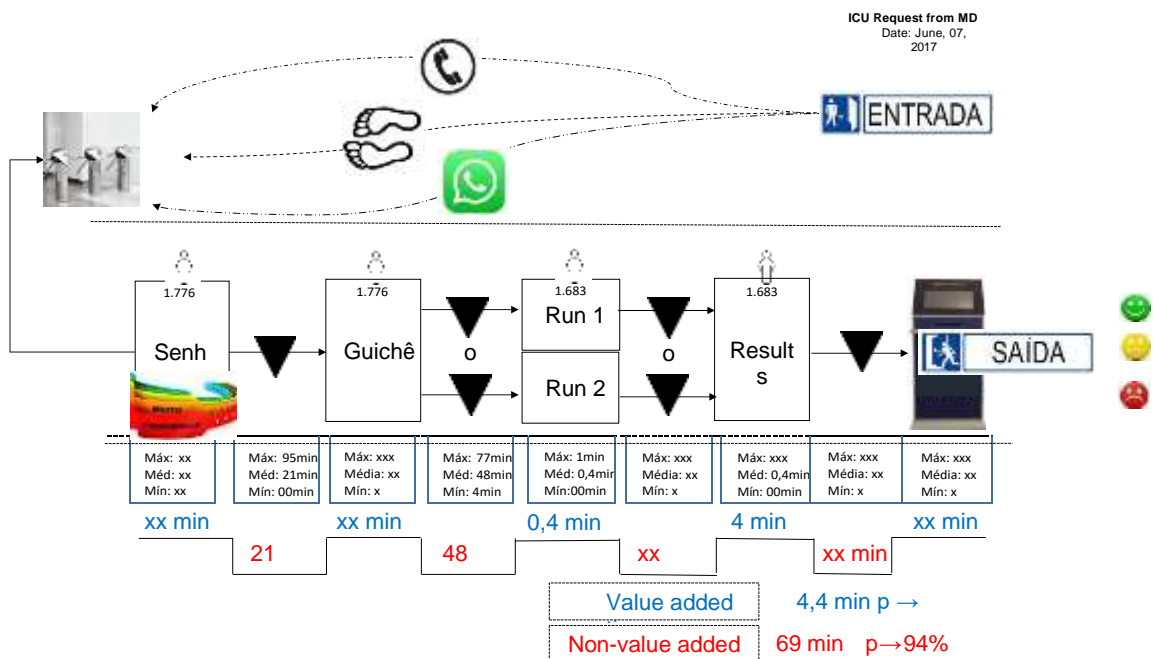 ICU Request from MD
Date: June, 07,
2017
ENTRADA
1.776
1.776
1.683
1.683
Senh
Guichê
o
Run 1
Run 2
o
Result
s
SAÍDA
Máx: xx
Méd: xx
Mín: xx
Máx: 95min
Méd: 21min
Mín: 00min
Máx: xxx
Média: xx
Mín: x
Máx: 77min
Méd: 48min
Mín: 4min
Máx: 1min
Méd: 0,4min
Mín:00min
Máx: xxx
Média: xx
Mín: x
Máx: xxx
Méd: 0,4min
Mín: 00min
Máx: xxx
Média: xx
Mín: x
Máx: xxx
Média: xx
Mín: x
xx min
xx min
0,4 min
4 min
xx min
21
48
xx
xx min
Value added 4,4 min p →
Non-value added 69 min p→94%